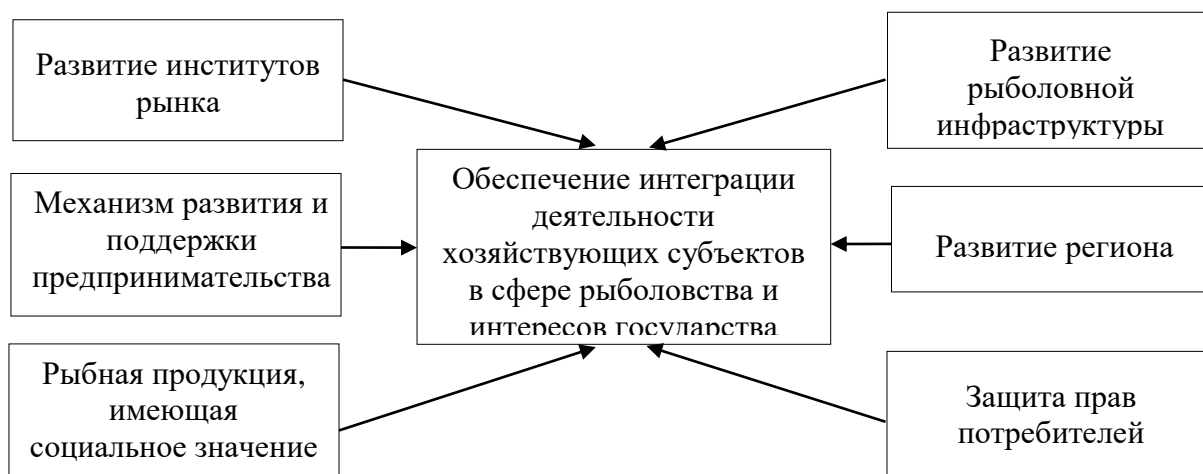 Развитие институтов
рынка
Развитие
рыболовной
инфраструктуры
Механизм развития и
поддержки
предпринимательства
Обеспечение интеграции
деятельности
хозяйствующих субъектов
в сфере рыболовства и
интересов государства
Развитие региона
Рыбная продукция,
имеющая
социальное значение
Защита прав
потребителей